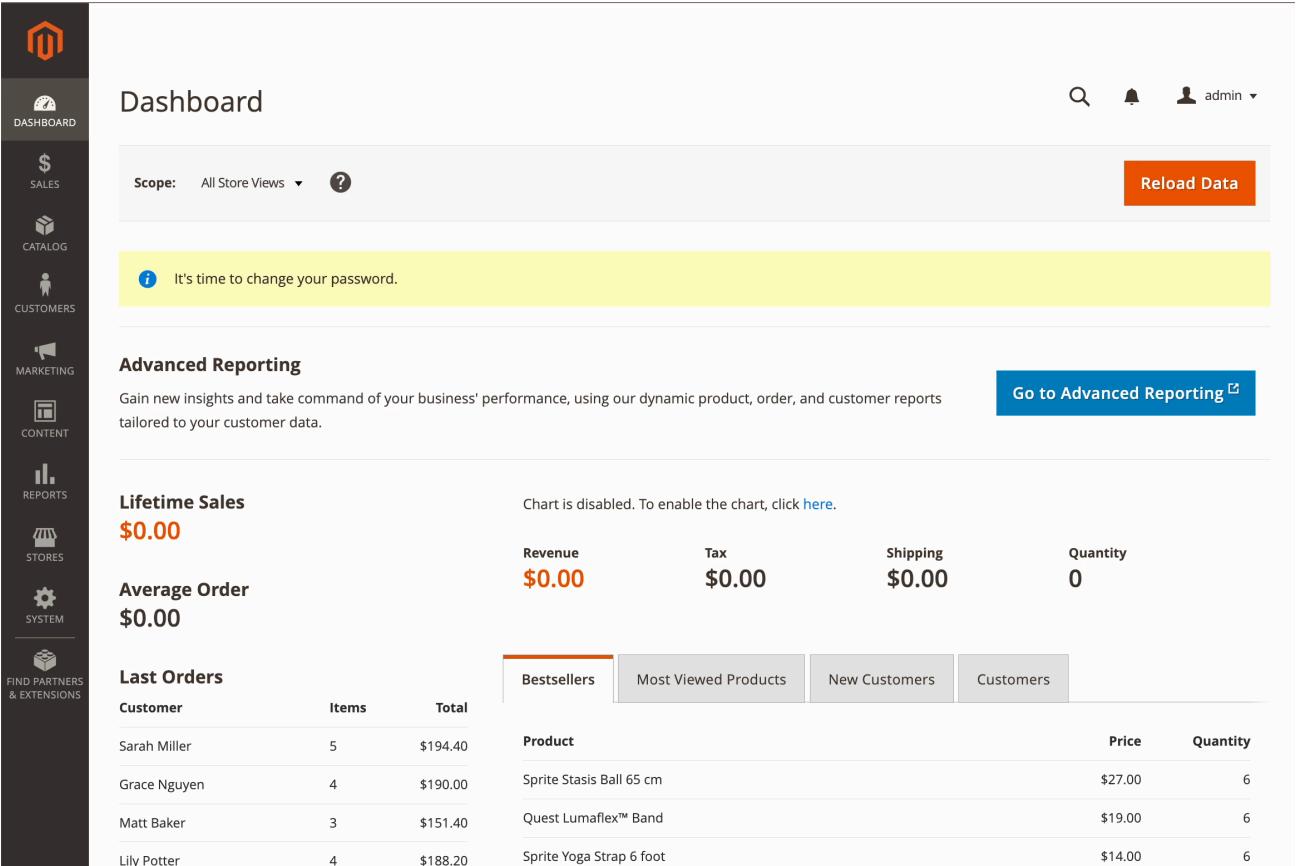 DASHBOARD
SALES
CATALOG
CUSTOMERS
MARKETING
CONTENT
REPORTS
STORES
SYSTEM
FIND PARTNERS
& EXTENSIONS
Dashboard
admin
Scope: All Store Views ?
Reload Data
It's time to change your password.
Advanced Reporting
Gain new insights and take command of your business' performance, using our dynamic product, order, and customer reports
tailored to your customer data.
Go to Advanced Reporting
Lifetime Sales
$0.00
Average Order
$0.00
Chart is disabled. To enable the chart, click here.
Revenue Tax Shipping Quantity
$0.00 $0.00 $0.00 0
Last Orders
Customer Items Total
Sarah Miller 5 $194.40
Grace Nguyen 4 $190.00
Matt Baker 3 $151.40
Lily Potter 4 $188.20
Bestsellers Most Viewed Products New Customers Customers
Product Price Quantity
Sprite Stasis Ball 65 cm $27.00 6
Quest Lumaflex™ Band $19.00 6
Sprite Yoga Strap 6 foot $14.00 6